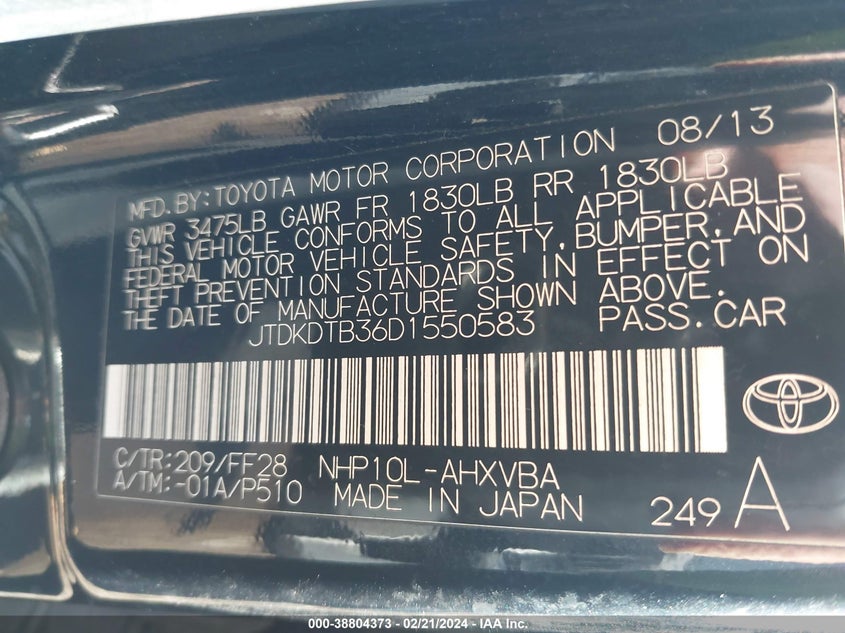 MFD. BY: TOYOTA MOTOR CORPORATION 08/13
GVWR 3475LB GAWR FR 1830LB RR 1830LB
THIS VEHICLE CONFORMS TO ALL APPLICABLE
FEDERAL MOTOR VEHICLE SAFETY, BUMPER, AND
THEFT PREVENTION STANDARDS IN EFFECT ON
THE DATE OF MANUFACTURE SHOWN ABOVE.
JTDKDTB36D1550583 PASS. CAR
C/TR: 209/FF28 NHP10L-AHXVBA
A/TM: -01A/P510 MADE IN JAPAN 249 A
000-38804373 - 02/21/2024 - IAA Inc.